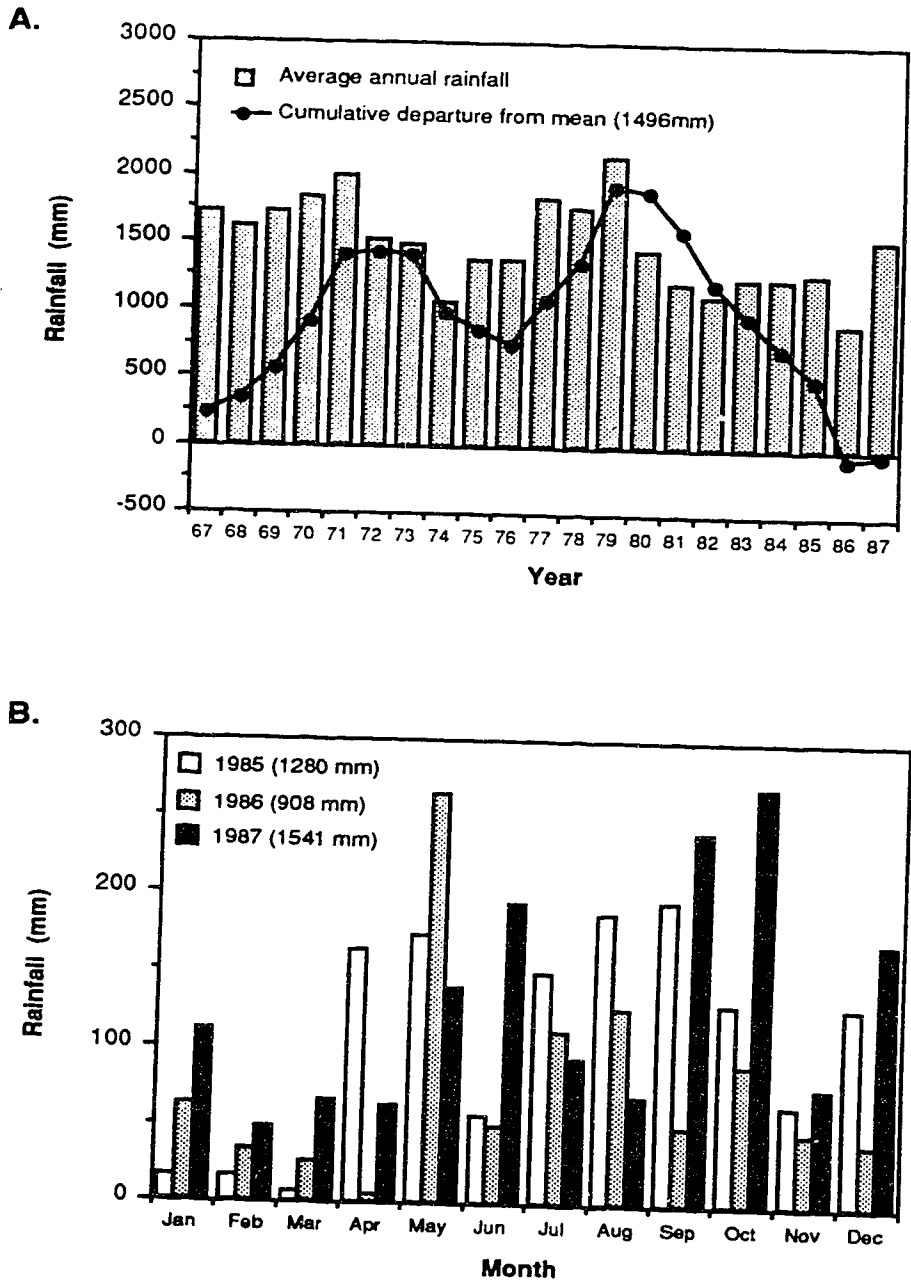 A.
3000
2500
2000
1500
1000
500
0
-500
Rainfall (mm)
Average annual rainfall
Cumulative departure from mean (1496mm)
67 68 69 70 71 72 73 74 75 76 77 78 79 80 81 82 83 84 85 86 87
Year
B.
300
200
100
0
Rainfall (mm)
1985 (1280 mm)
1986 (908 mm)
1987 (1541 mm)
Jan Feb Mar Apr May Jun Jul Aug Sep Oct Nov Dec
Month